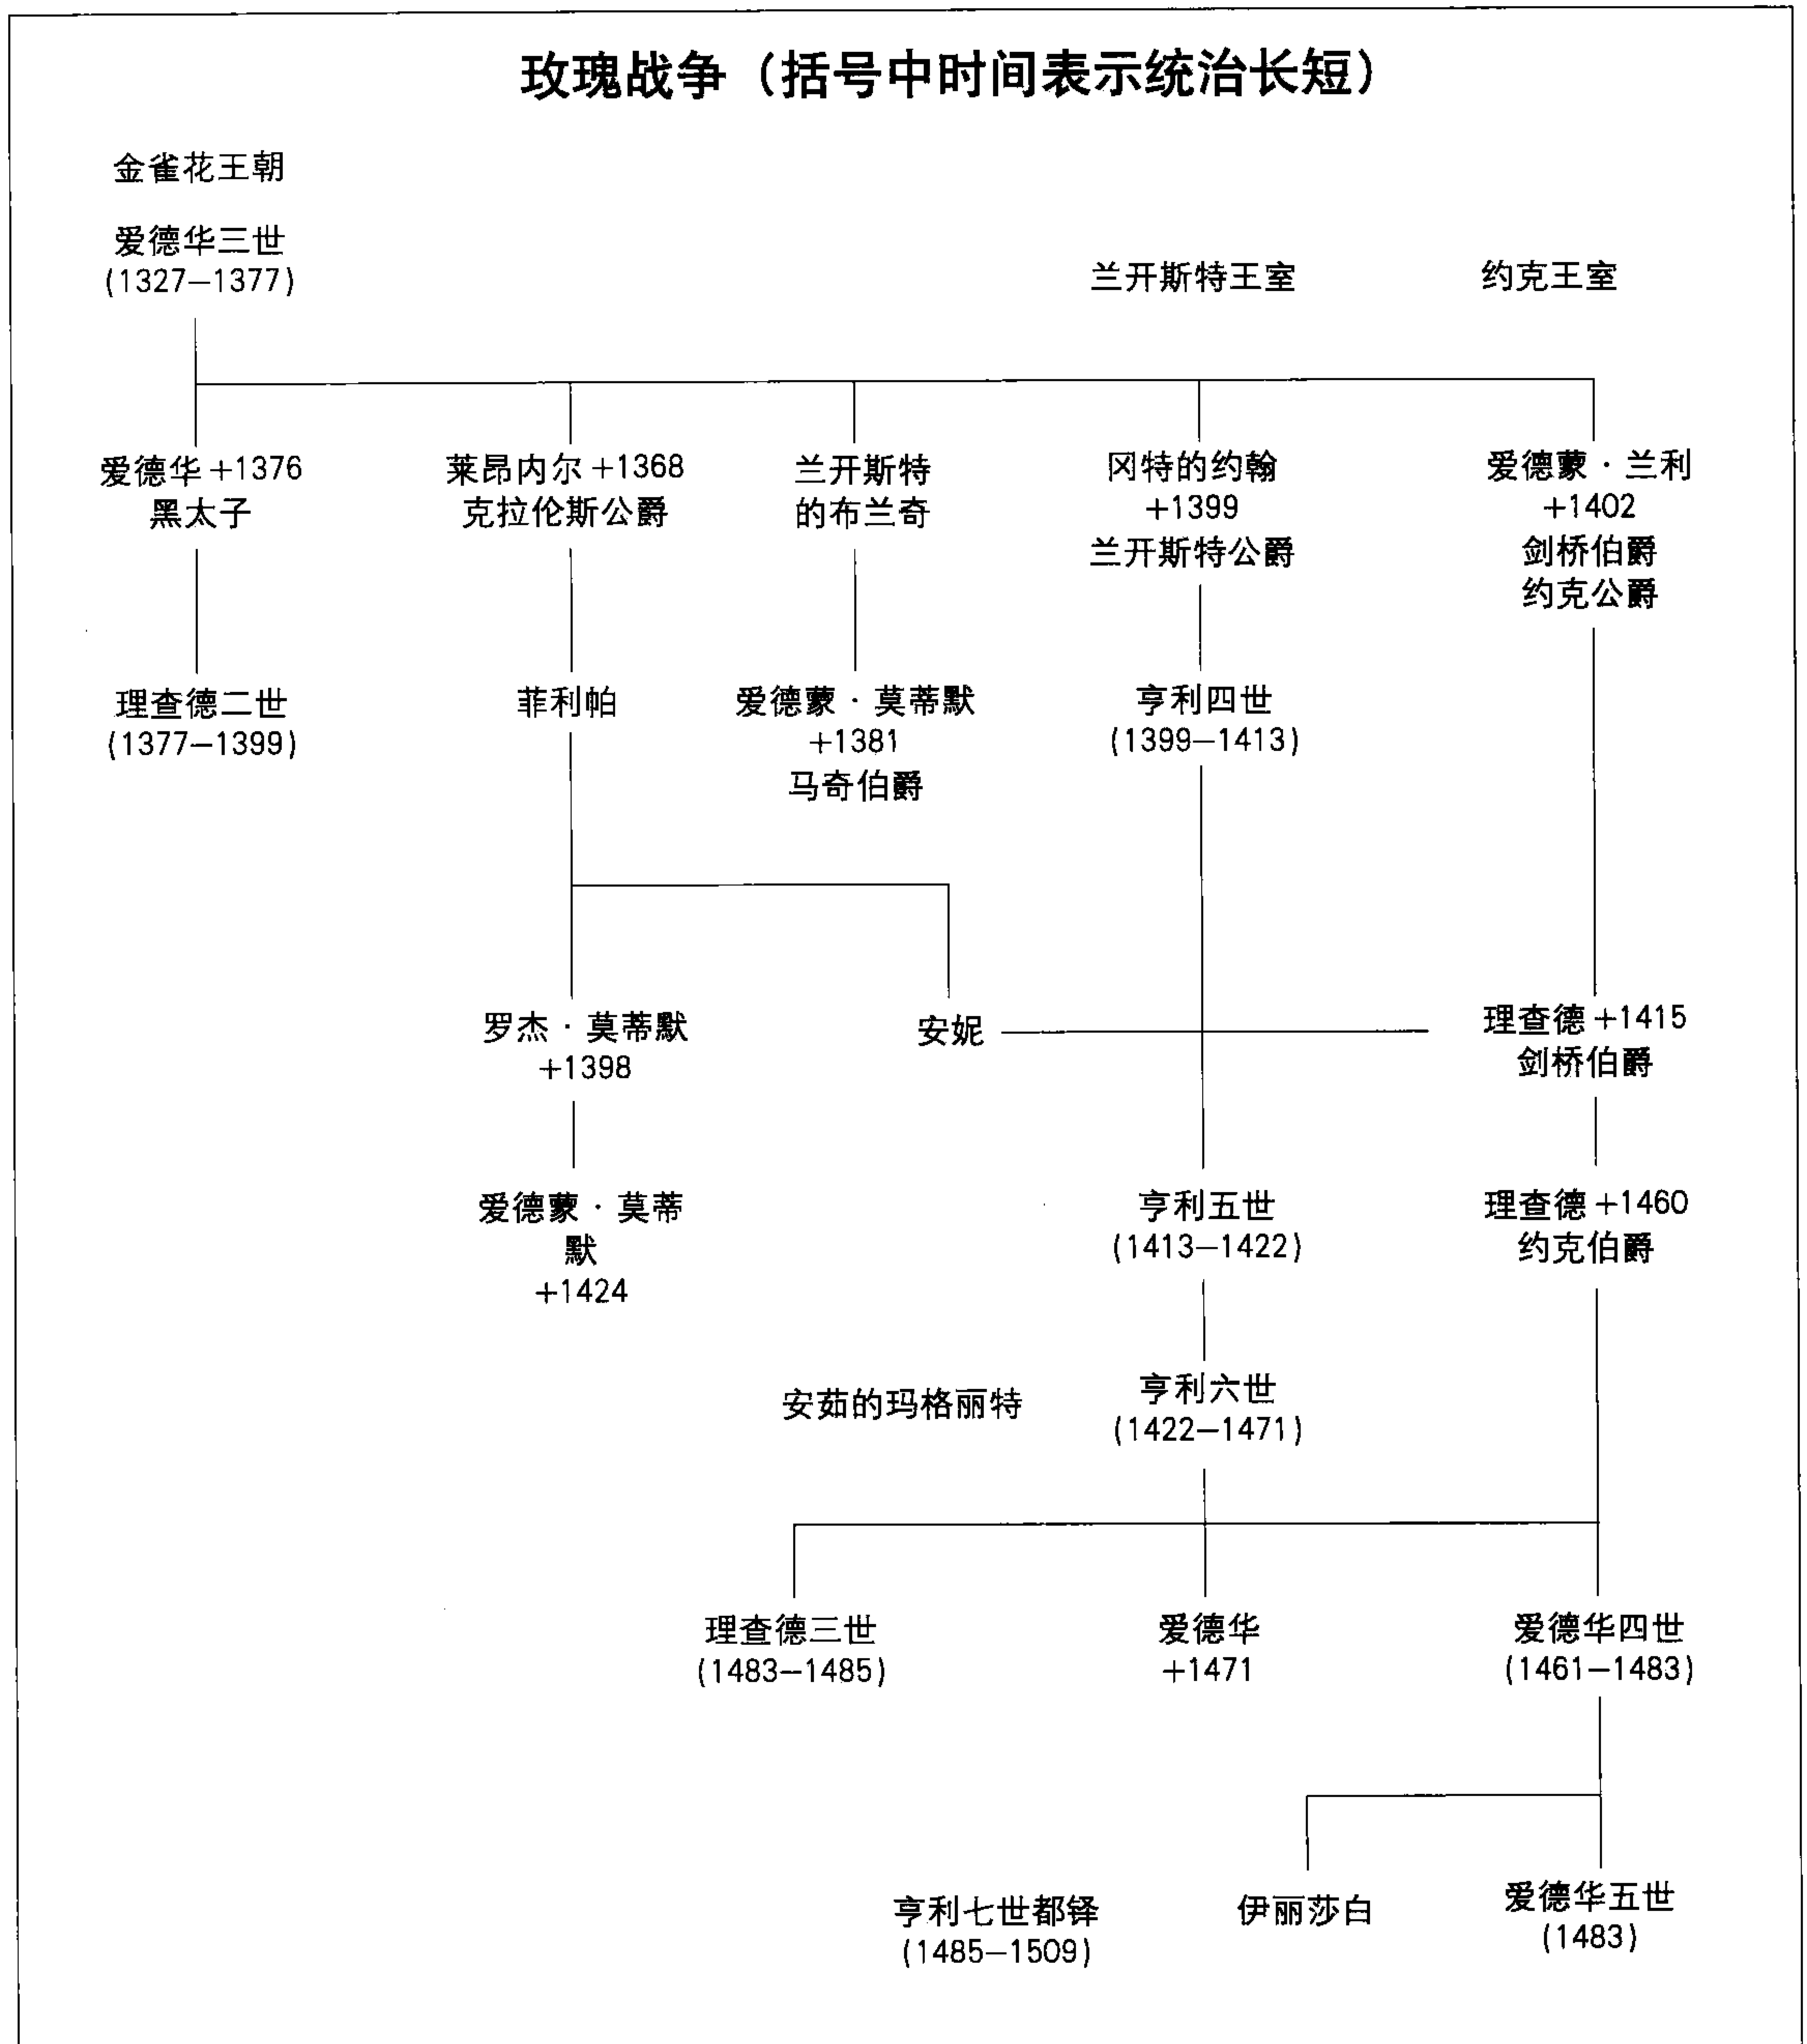 玫瑰战争（括号中时间表示统治长短）
金雀花王朝
爱德华三世
(1327—1377)
兰开斯特王室
约克王室
爱德华+1376
黑太子
莱昂内尔+1368
克拉伦斯公爵
兰开斯特
的布兰奇
冈特的约翰
+1399
兰开斯特公爵
爱德蒙·兰利
+1402
剑桥伯爵
约克公爵
理查德二世
(1377—1399)
菲利帕
爱德蒙·莫蒂默
+1381
马奇伯爵
亨利四世
(1399—1413)
罗杰·莫蒂默
+1398
安妮
理查德+1415
剑桥伯爵
爱德蒙·莫蒂
默
+1424
亨利五世
(1413—1422)
理查德+1460
约克伯爵
安茹的玛格丽特
亨利六世
(1422—1471)
理查德三世
(1483—1485)
爱德华
+1471
爱德华四世
(1461—1483)
亨利七世都铎
(1485—1509)
伊丽莎白
爱德华五世
(1483)